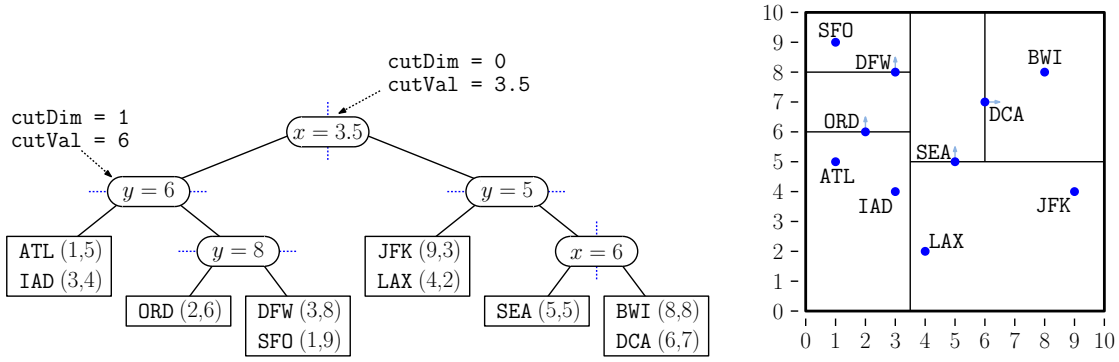 cutDim = 0
cutVal = 3.5
cutDim = 1
cutVal = 6
x = 3.5
y = 6
y = 5
ATL (1,5)
IAD (3,4)
y = 8
JFK (9,3)
LAX (4,2)
x = 6
ORD (2,6)
DFW (3,8)
SFO (1,9)
SEA (5,5)
BWI (8,8)
DCA (6,7)
10
9
8
7
6
5
4
3
2
1
0
SFO
DFW
BWI
DCA
ORD
SEA
ATL
IAD
JFK
LAX
0 1 2 3 4 5 6 7 8 9 10